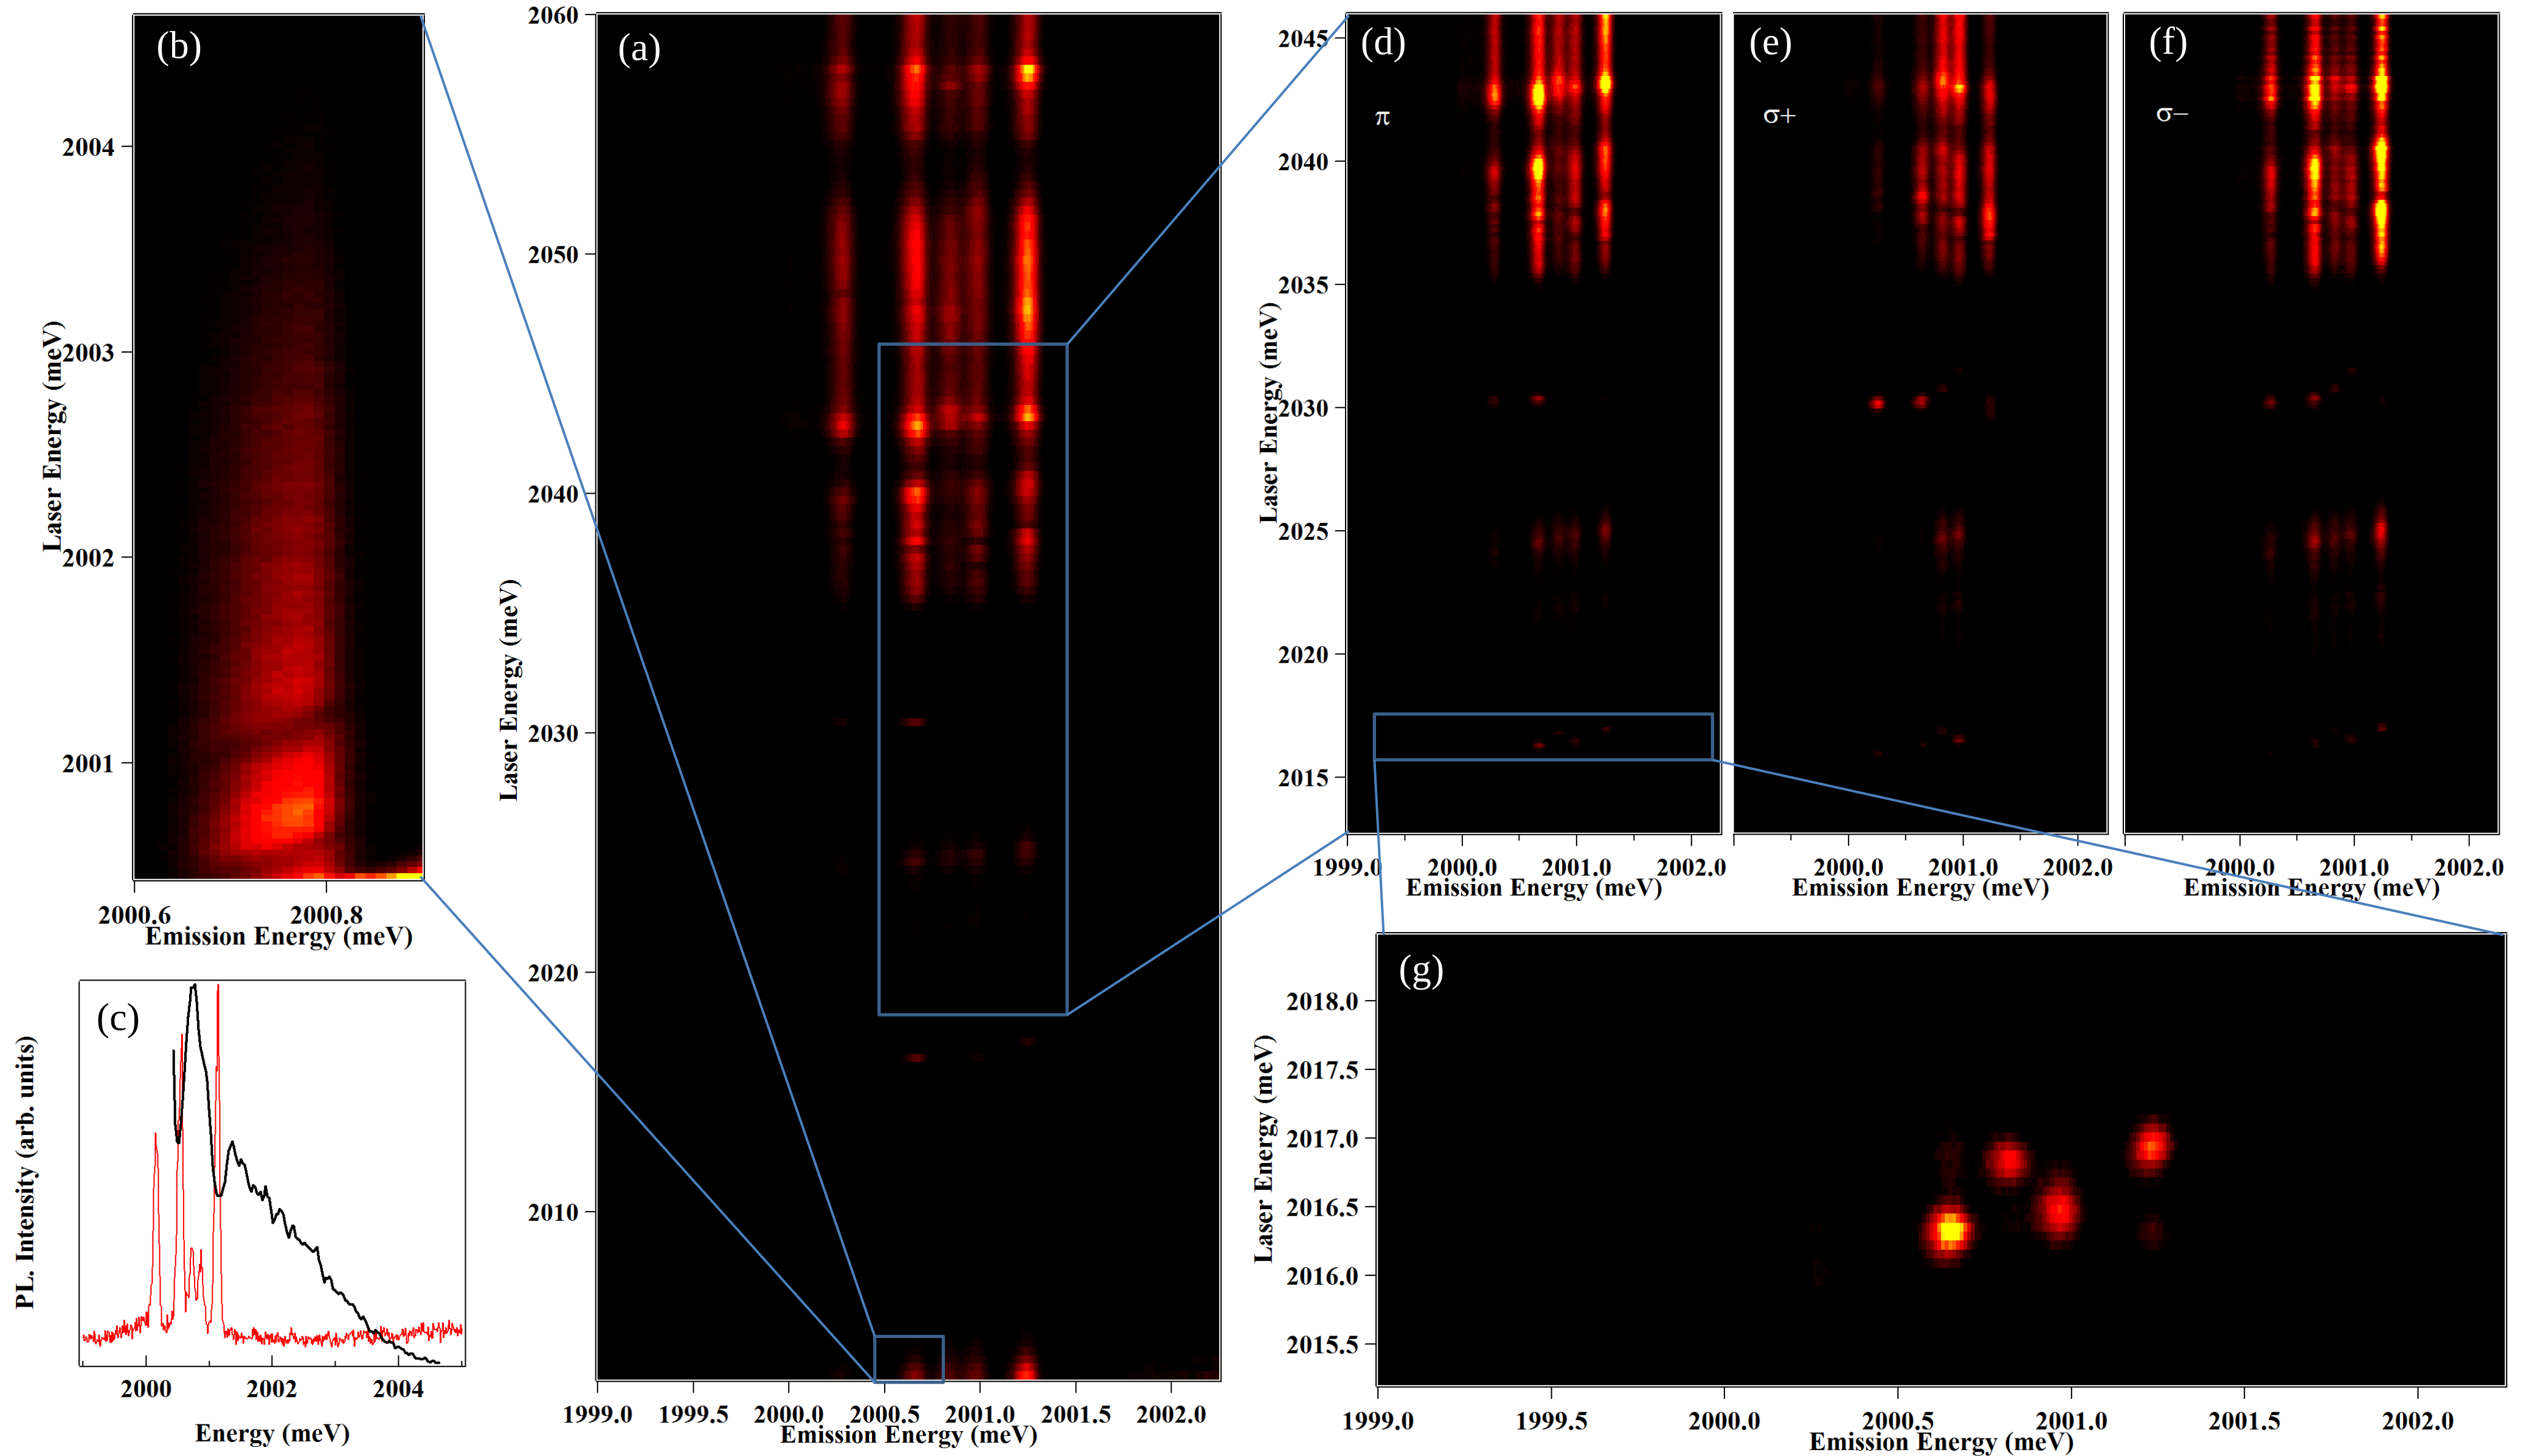 (b)
2004
2003
2002
2001
Laser Energy (meV)
2000.6 2000.8
Emission Energy (meV)
(c)
PL. Intensity (arb. units)
2000 2002 2004
Energy (meV)
(a)
2060
2050
2040
2030
2020
2010
Laser Energy (meV)
1999.0 1999.5 2000.0 2000.5 2001.0 2001.5 2002.0
Emission Energy (meV)
(d)
π
2045
2040
2035
2030
2025
2020
2015
Laser Energy (meV)
1999.0 2000.0 2001.0 2002.0
Emission Energy (meV)
(e)
σ+
2000.0 2001.0 2002.0
Emission Energy (meV)
(f)
σ−
2000.0 2001.0 2002.0
Emission Energy (meV)
(g)
2018.0
2017.5
2017.0
2016.5
2016.0
2015.5
Laser Energy (meV)
1999.0 1999.5 2000.0 2000.5 2001.0 2001.5 2002.0
Emission Energy (meV)